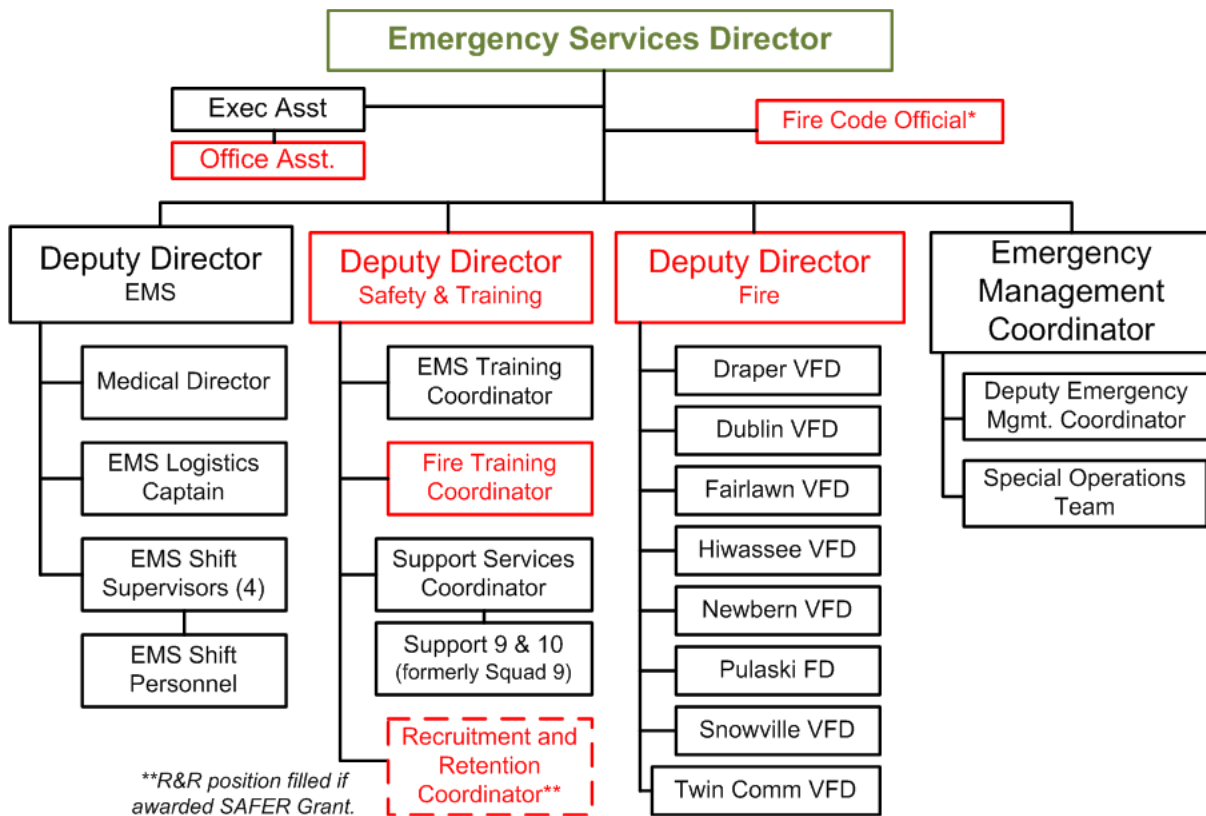 Emergency Services Director
Exec Asst
Office Asst.
Fire Code Official*
Deputy Director
EMS
Medical Director
EMS Logistics
Captain
EMS Shift
Supervisors (4)
EMS Shift
Personnel
Deputy Director
Safety & Training
EMS Training
Coordinator
Fire Training
Coordinator
Support Services
Coordinator
Support 9 & 10
(formerly Squad 9)
Recruitment and
Retention
Coordinator**
Deputy Director
Fire
Draper VFD
Dublin VFD
Fairlawn VFD
Hiwassee VFD
Newbern VFD
Pulaski FD
Snowville VFD
Twin Comm VFD
Emergency
Management
Coordinator
Deputy Emergency
Mgmt. Coordinator
Special Operations
Team
**R&R position filled if
awarded SAFER Grant.